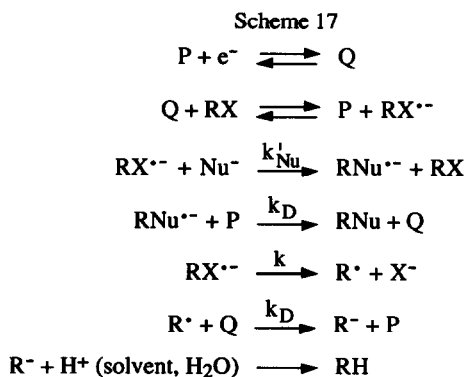 Scheme 17
P + e⁻ ⇌ Q
Q + RX ⇌ P + RX•⁻
RX•⁻ + Nu⁻ —k'Nu→ RNu•⁻ + RX
RNu•⁻ + P —kD→ RNu + Q
RX•⁻ —k→ R• + X⁻
R• + Q —kD→ R⁻ + P
R⁻ + H⁺ (solvent, H₂O) ⟶ RH